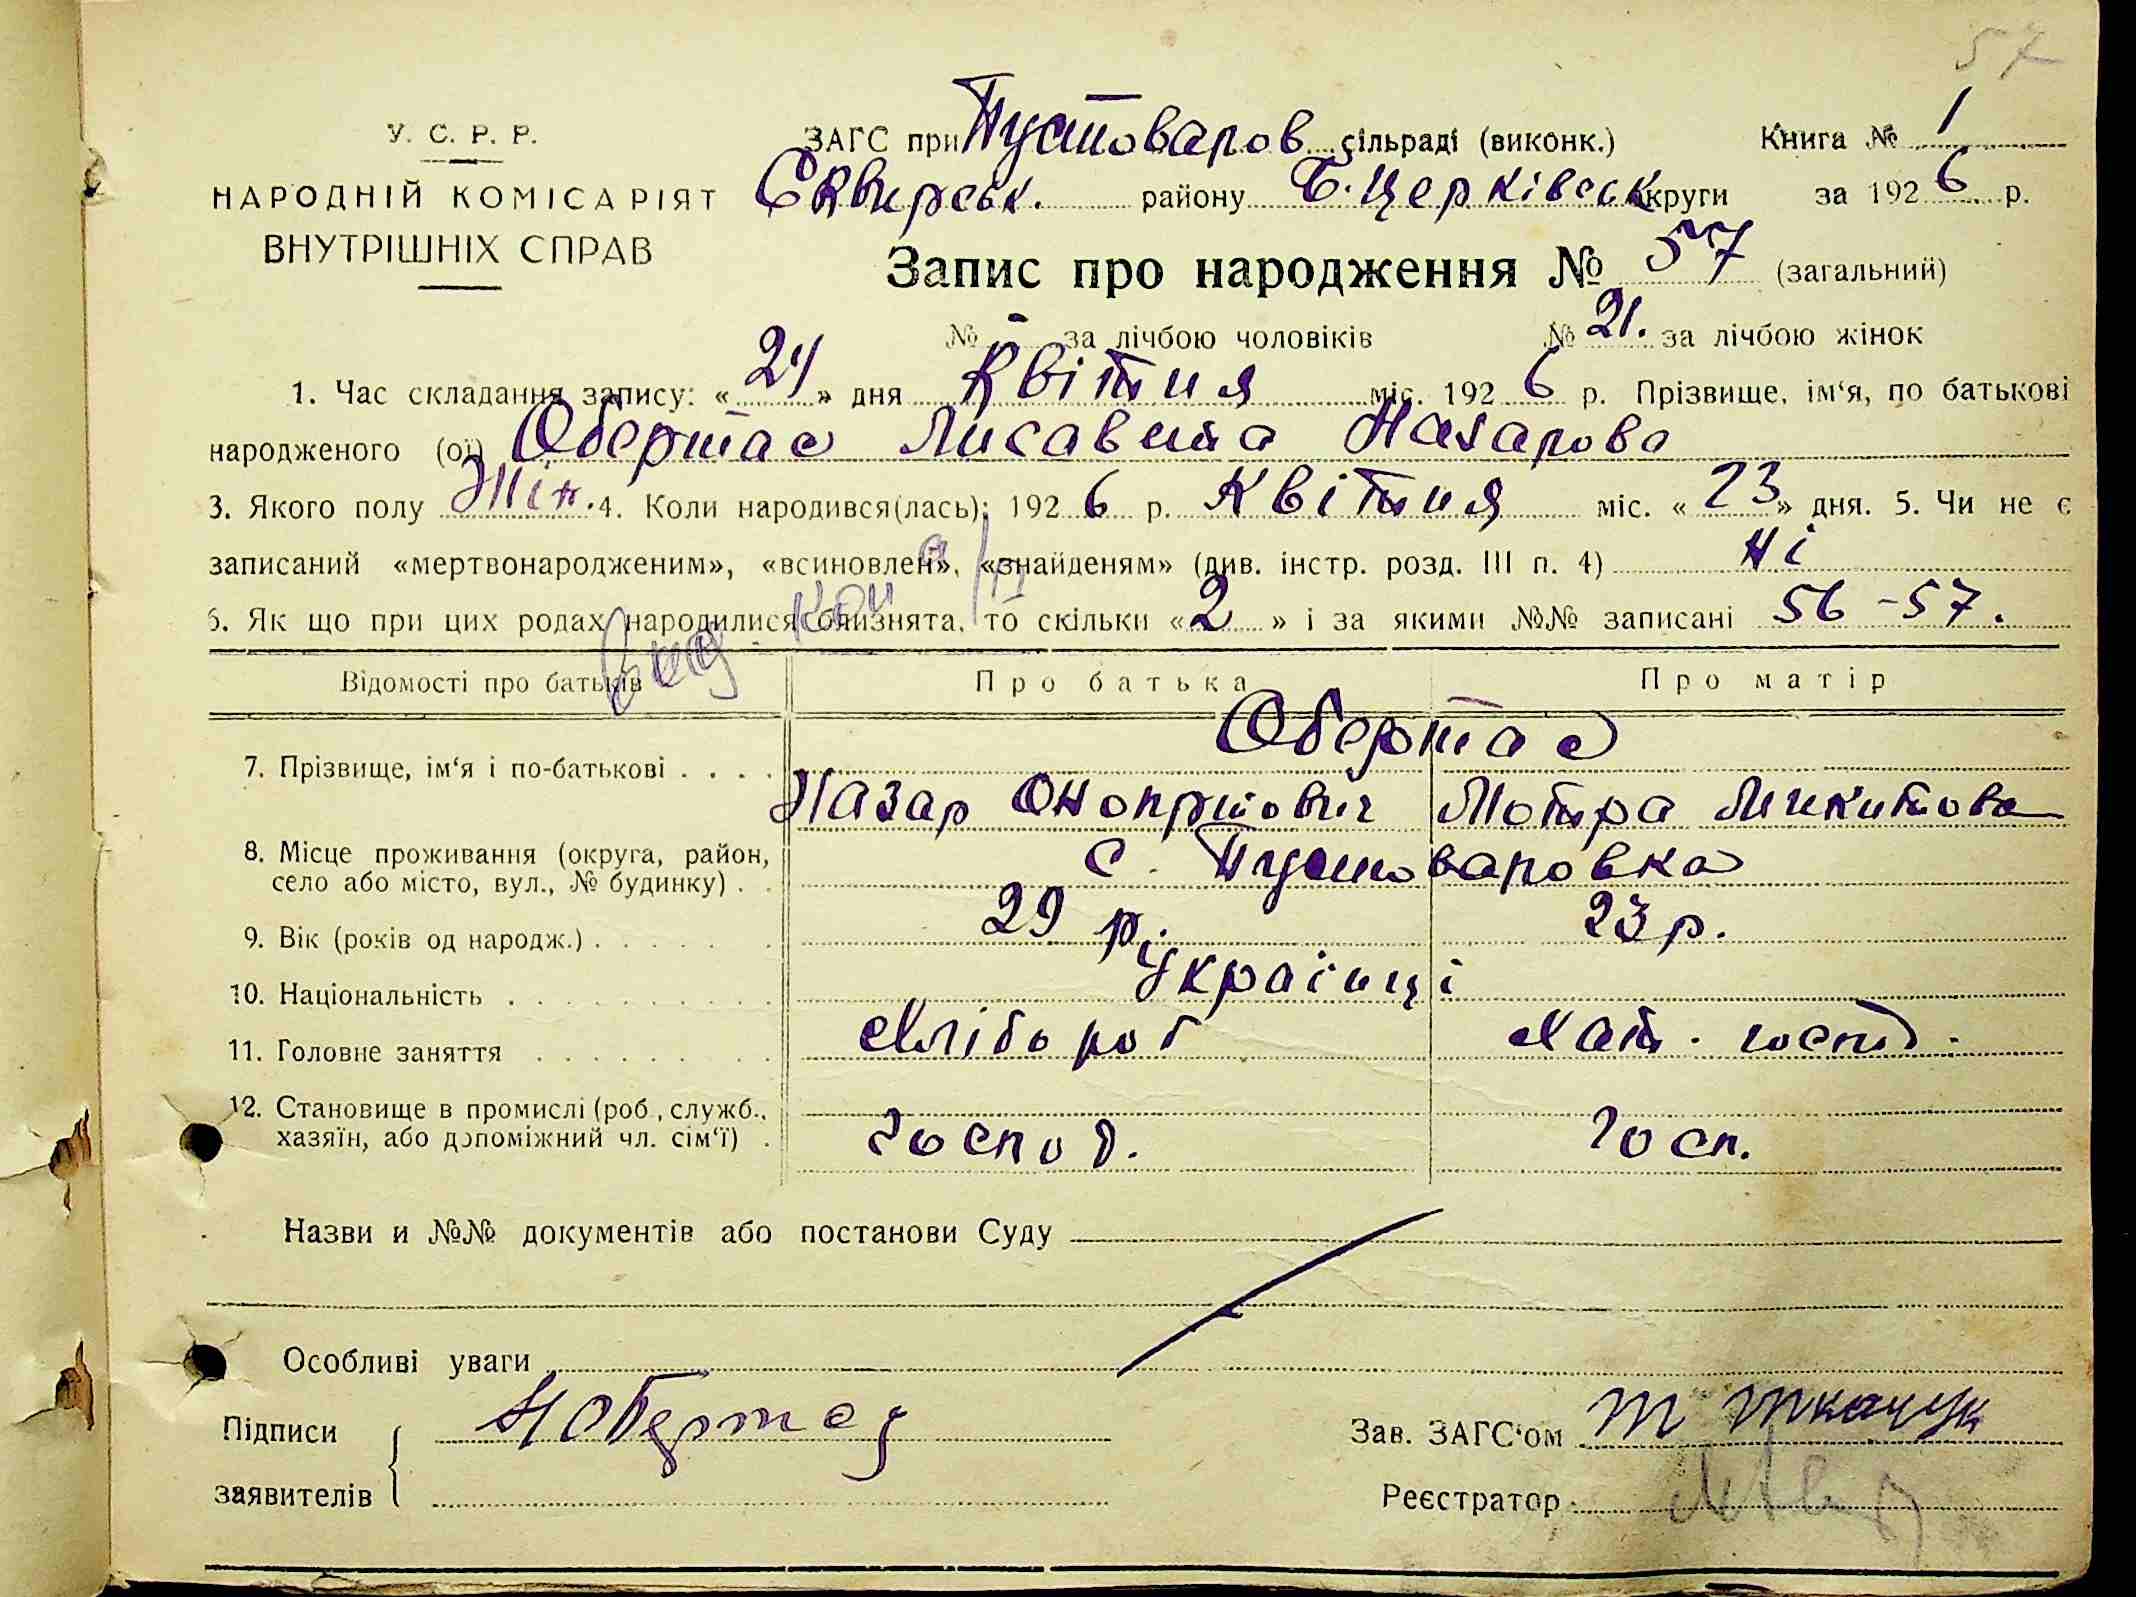 57
У. С. Р. Р.
НАРОДНІЙ КОМІСАРІЯТ
ВНУТРІШНІХ СПРАВ
ЗАГС при Пустоваров сільраді (виконк.) Книга № 1
Сквирськ. району Б. Церківськ округи за 1926 р.
Запис про народження № 57 (загальний)
№ - за лічбою чоловіків № 21. за лічбою жінок
1. Час складання запису: «24» дня Квітня міс. 1926 р. Прізвище, ім'я, по батькові
народженого (ої) Обертас Лисавета Назарова
3. Якого полу Жін. 4. Коли народився(лась): 1926 р. Квітня міс. «23» дня. 5. Чи не є
записаний «мертвонародженим», «всиновлен», «знайденям» (див. інстр. розд. III п. 4) Ні
6. Як що при цих родах народилися близнята, то скільки «2» і за якими №№ записані 56-57.
Відомості про батьків Про батька Про матір
Обертас
7. Прізвище, ім'я і по-батькові . . . .
Назар Оноприович Мотра Микитова
8. Місце проживання (округа, район,
село або місто, вул., № будинку) . . с. Пустоваровка
9. Вік (років од народж.) . . . . . . 29 р. 23 р.
10. Національність . . . . . . . . . Українці
11. Головне заняття . . . . . . . . Хлібороб Хат. госпд.
12. Становище в промислі (роб., служб.,
хазяїн, або допоміжний чл. сім'ї) . Господ. Госп.
Назви и №№ документів або постанови Суду
Особливі уваги
Підписи Н Обертас Зав. ЗАГС'ом Т Ткачук
заявителів Реєстратор